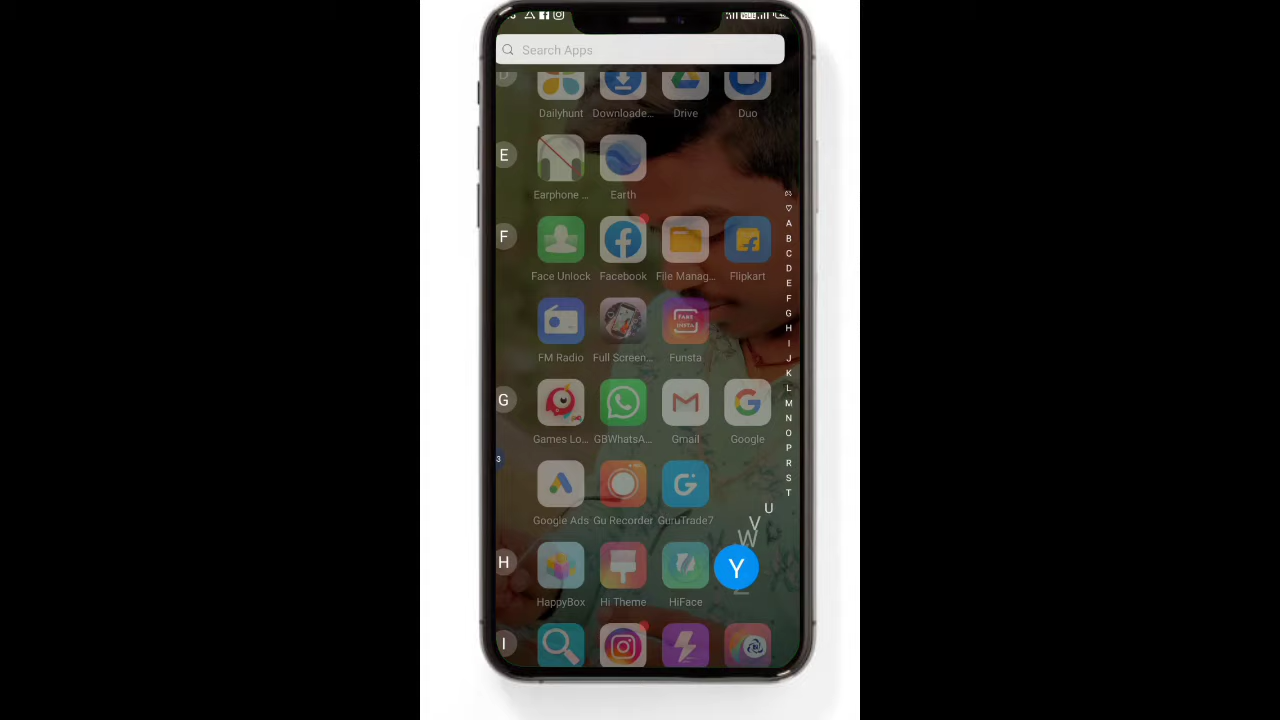 Search Apps
D
Dailyhunt Downloade... Drive Duo
E
Earphone ... Earth
F
Face Unlock Facebook File Manag... Flipkart
FM Radio Full Screen... Funsta
G
Games Lo... GBWhatsA... Gmail Google
3
Google Ads Gu Recorder GuruTrade7
H
HappyBox Hi Theme HiFace
I
A
B
C
D
E
F
G
H
I
J
K
L
M
N
O
P
R
S
T
U
V
W
Y
Z